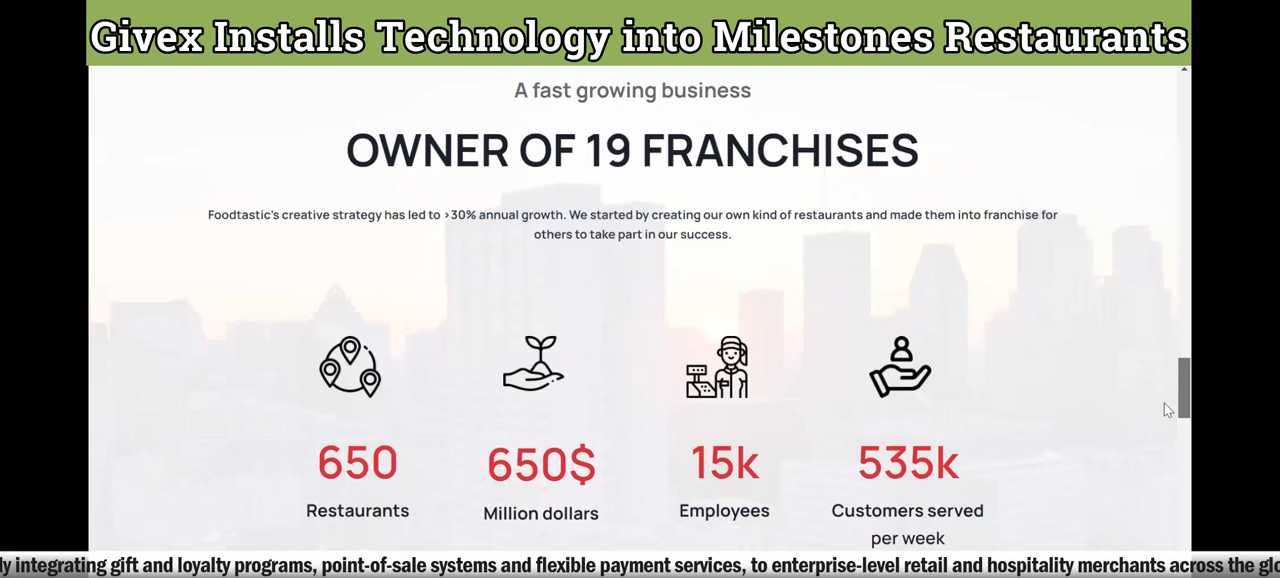 Givex Installs Technology into Milestones Restaurants
A fast growing business
OWNER OF 19 FRANCHISES
Foodtastic's creative strategy has led to >30% annual growth. We started by creating our own kind of restaurants and made them into franchise for
others to take part in our success.
650 650$ 15k 535k
Restaurants Million dollars Employees Customers served
per week
integrating gift and loyalty programs, point-of-sale systems and flexible payment services, to enterprise-level retail and hospitality merchants across the